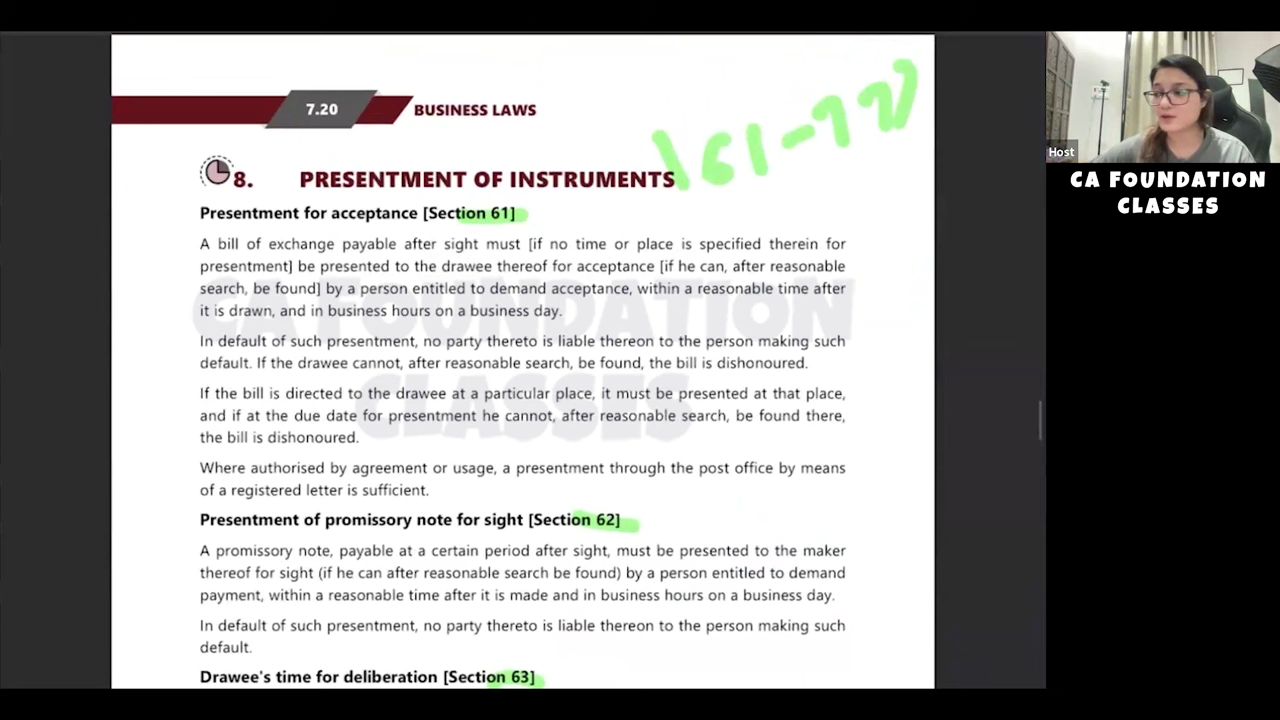 7.20
BUSINESS LAWS
8. PRESENTMENT OF INSTRUMENTS
(61-72)
Presentment for acceptance [Section 61]
A bill of exchange payable after sight must [if no time or place is specified therein for
presentment] be presented to the drawee thereof for acceptance [if he can, after reasonable
search, be found] by a person entitled to demand acceptance, within a reasonable time after
it is drawn, and in business hours on a business day.
In default of such presentment, no party thereto is liable thereon to the person making such
default. If the drawee cannot, after reasonable search, be found, the bill is dishonoured.
If the bill is directed to the drawee at a particular place, it must be presented at that place,
and if at the due date for presentment he cannot, after reasonable search, be found there,
the bill is dishonoured.
Where authorised by agreement or usage, a presentment through the post office by means
of a registered letter is sufficient.
Presentment of promissory note for sight [Section 62]
A promissory note, payable at a certain period after sight, must be presented to the maker
thereof for sight (if he can after reasonable search be found) by a person entitled to demand
payment, within a reasonable time after it is made and in business hours on a business day.
In default of such presentment, no party thereto is liable thereon to the person making such
default.
Drawee's time for deliberation [Section 63]
CA FOUNDATION
CLASSES
Host
CA FOUNDATION
CLASSES